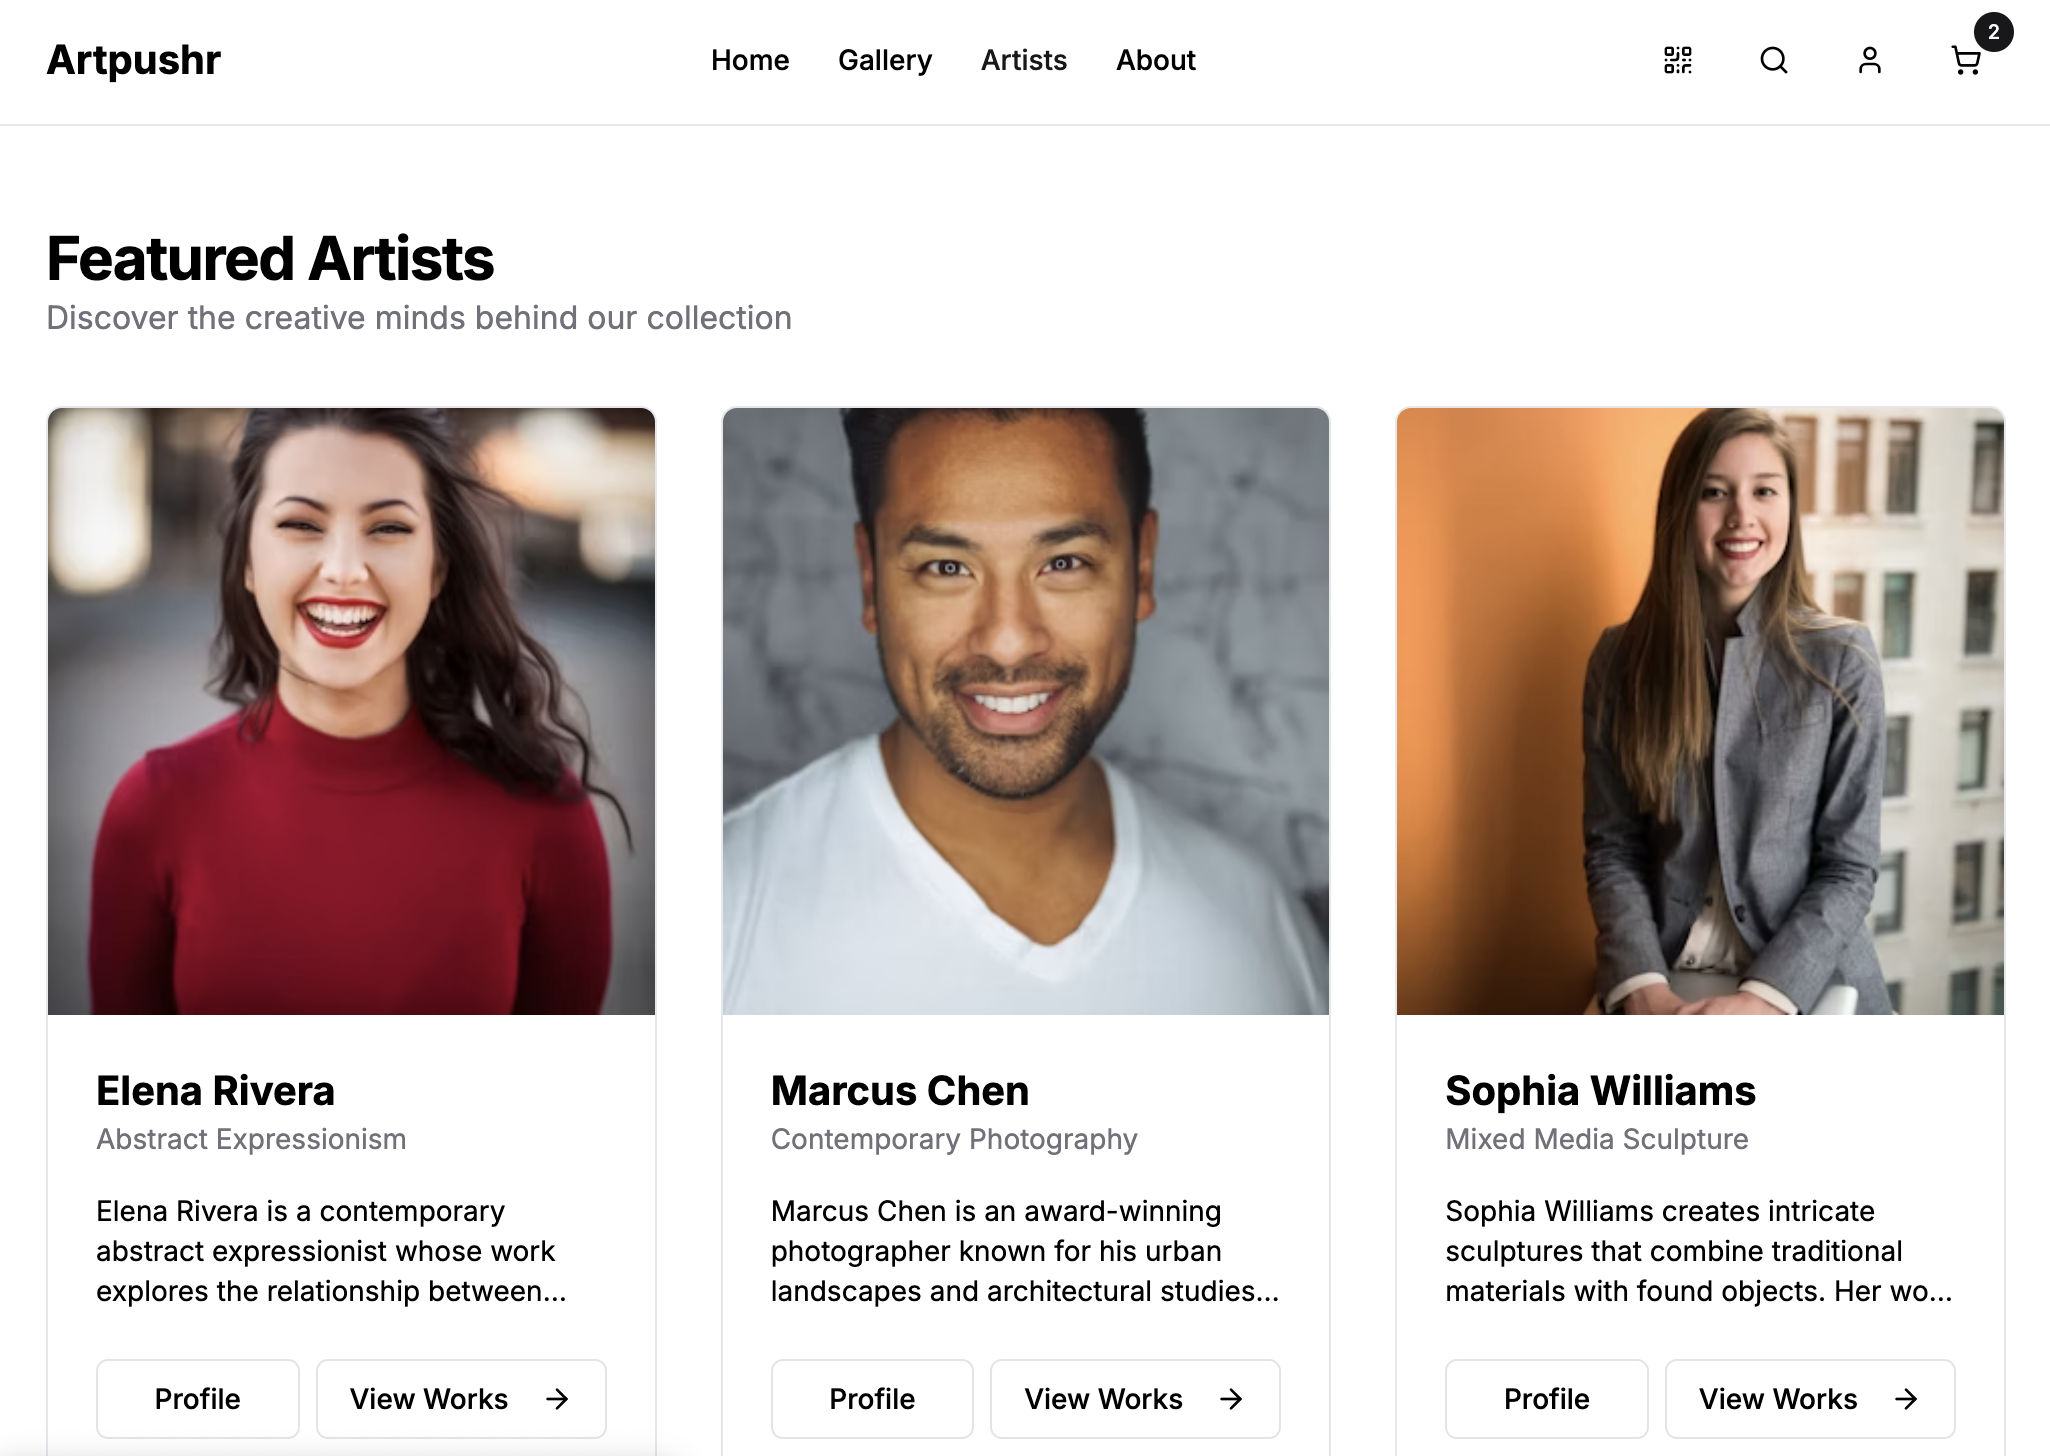 Artpushr
Home
Gallery
Artists
About
2
Featured Artists
Discover the creative minds behind our collection
Elena Rivera
Abstract Expressionism
Elena Rivera is a contemporary
abstract expressionist whose work
explores the relationship between...
Profile
View Works
Marcus Chen
Contemporary Photography
Marcus Chen is an award-winning
photographer known for his urban
landscapes and architectural studies...
Profile
View Works
Sophia Williams
Mixed Media Sculpture
Sophia Williams creates intricate
sculptures that combine traditional
materials with found objects. Her wo...
Profile
View Works